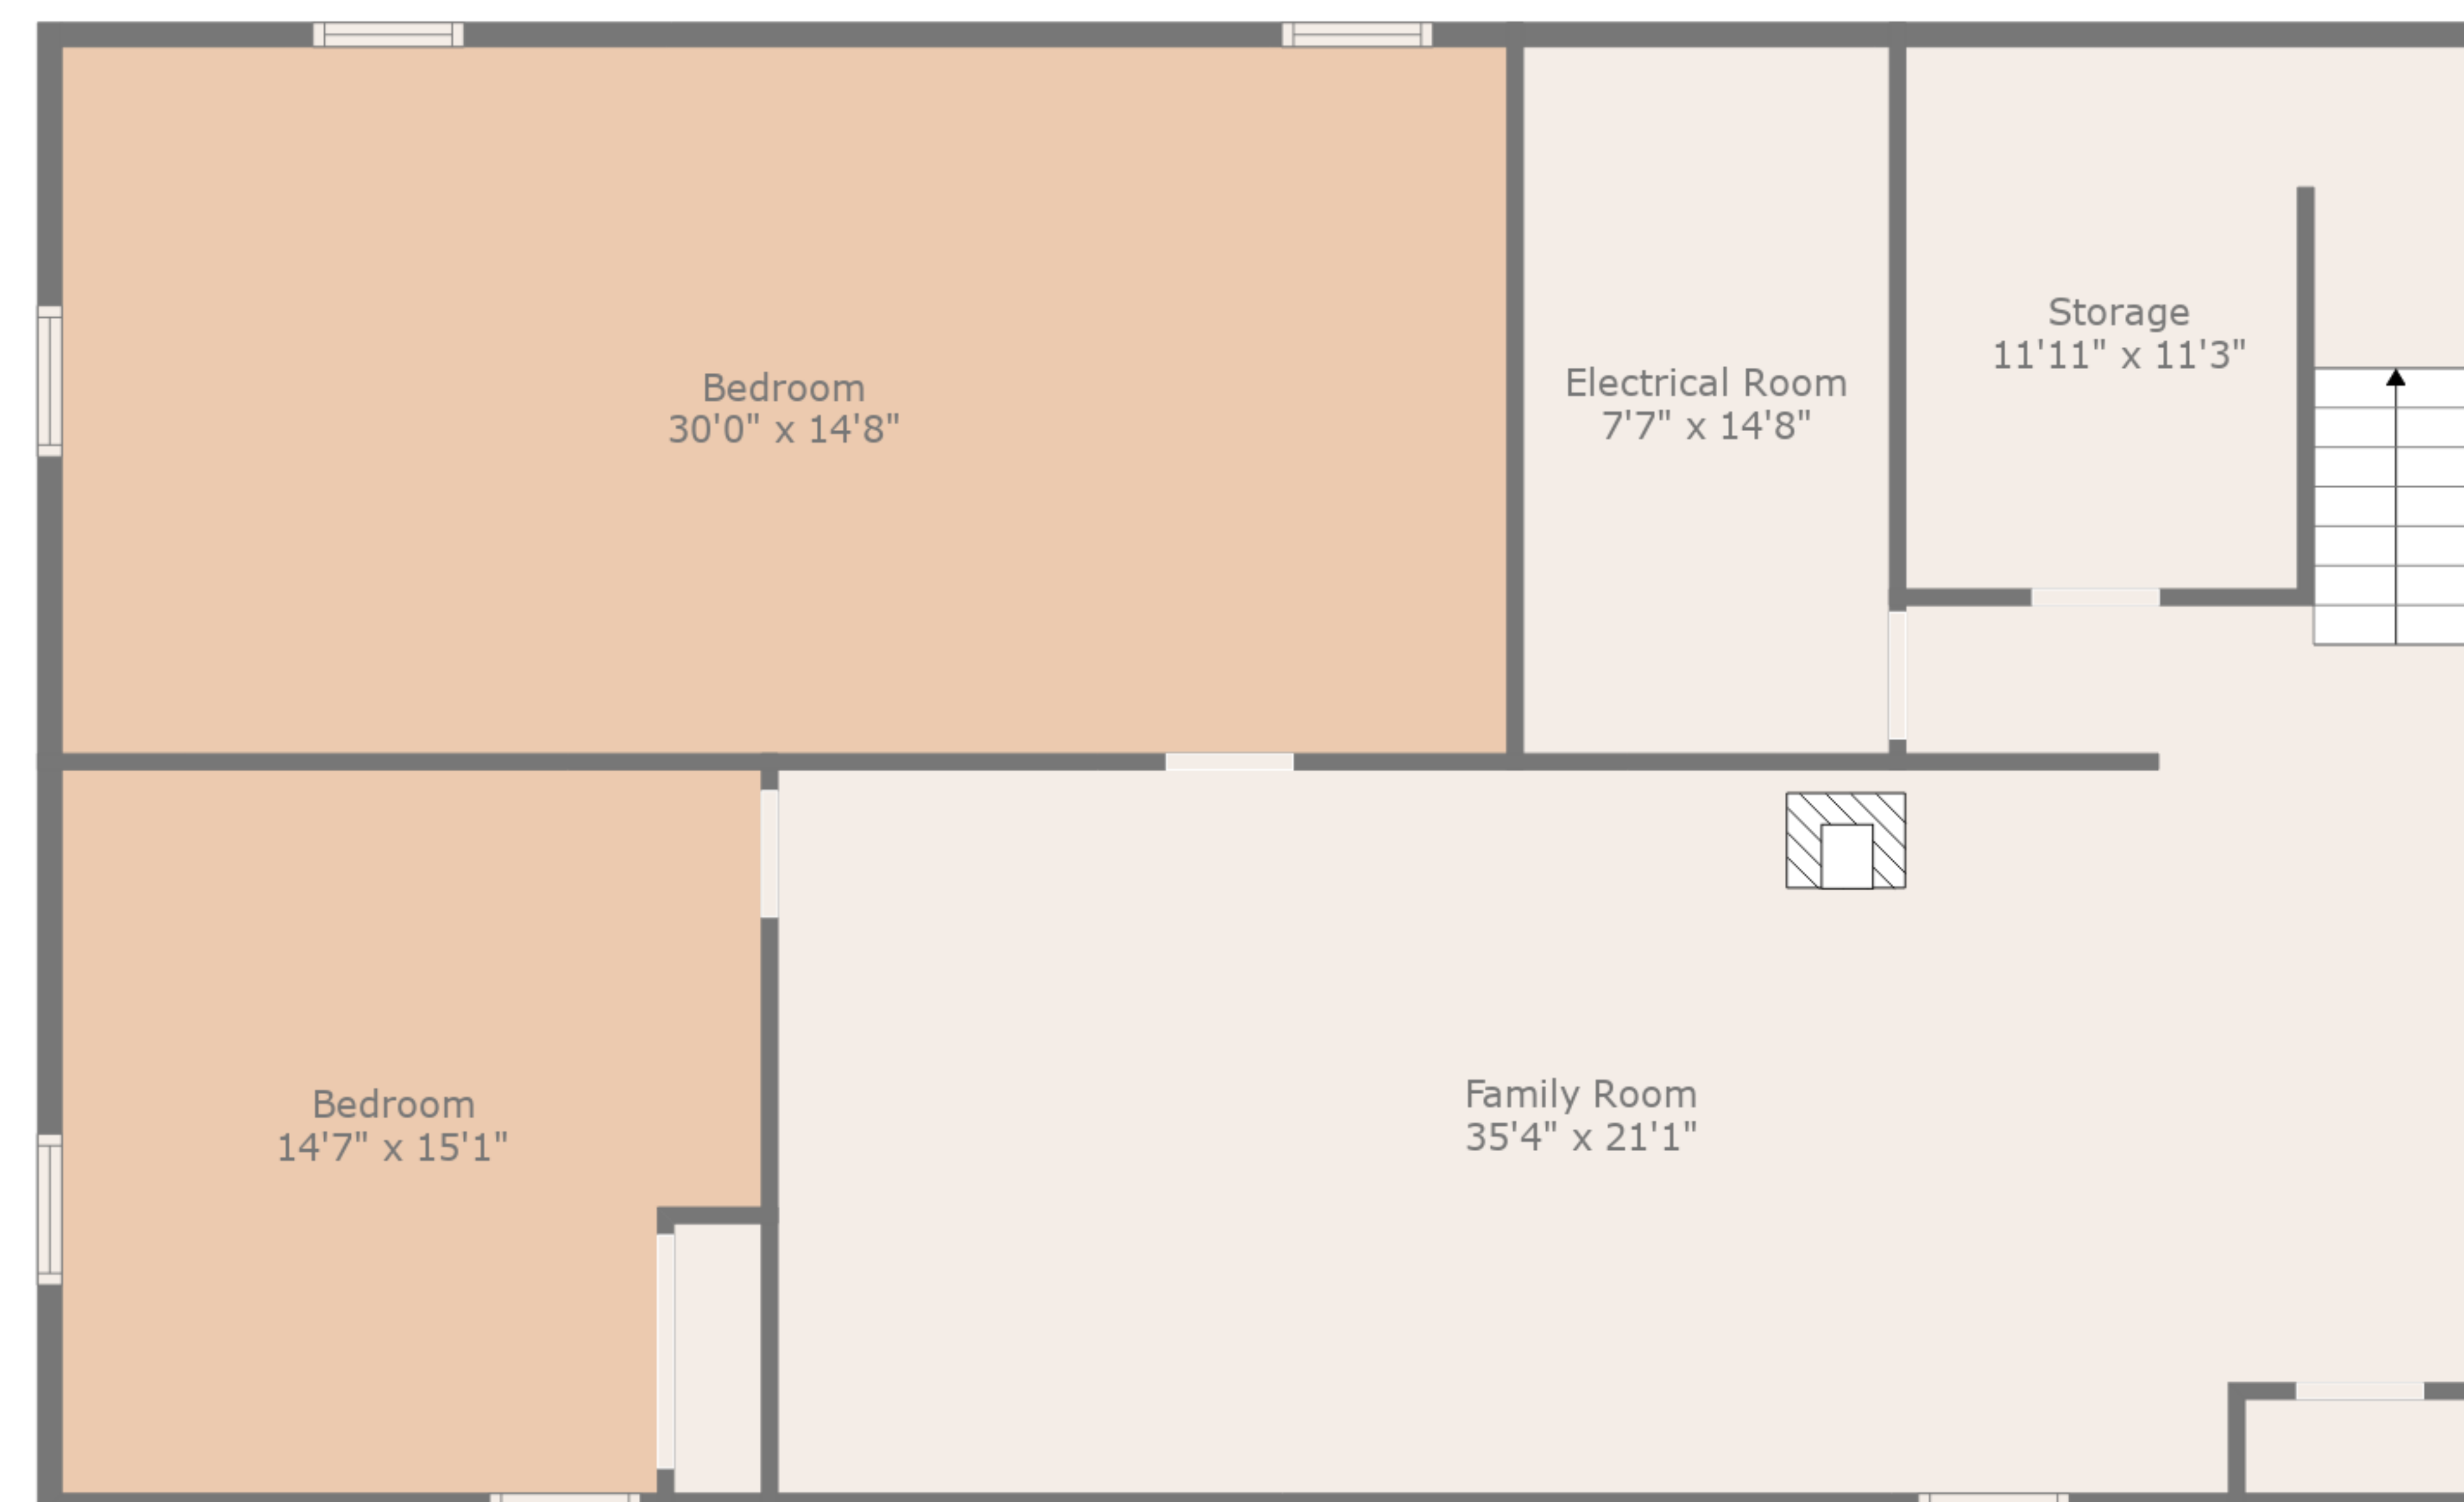 Storage
11'11" x 11'3"
Bedroom
30'0" x 14'8"
Electrical Room
7'7" x 14'8"
Bedroom
14'7" x 15'1"
Family Room
35'4" x 21'1"